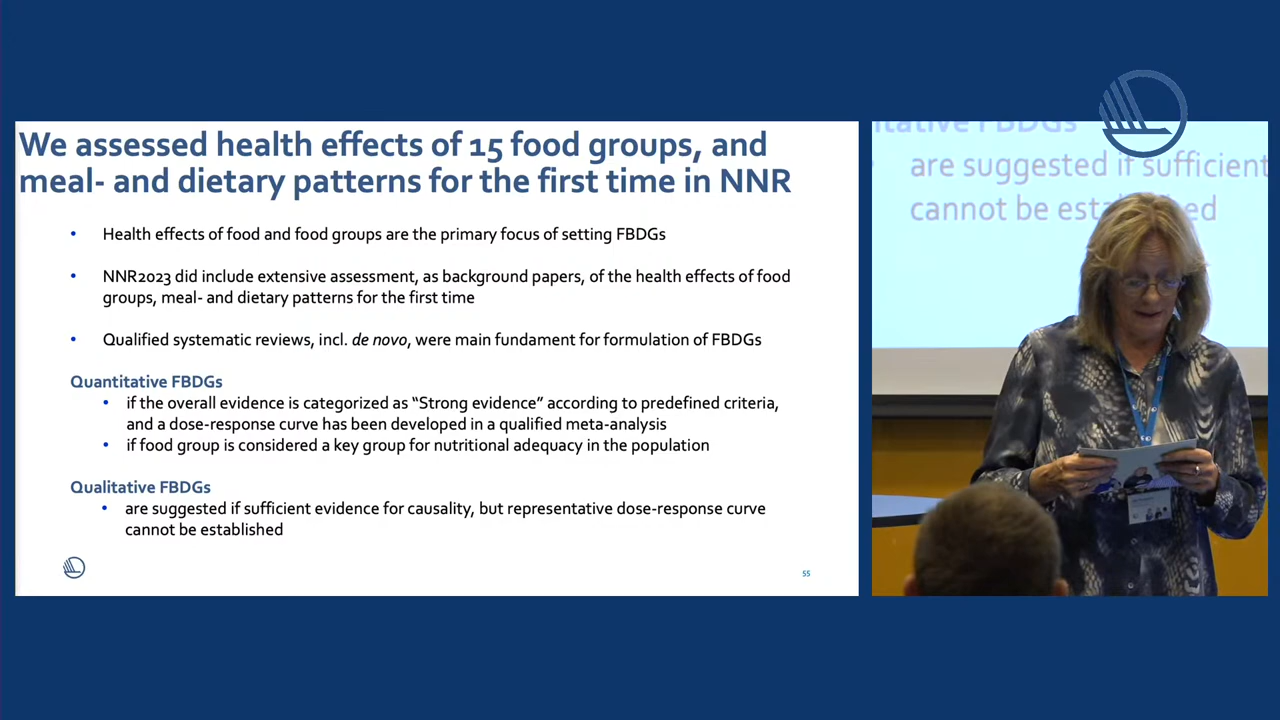 We assessed health effects of 15 food groups, and
meal- and dietary patterns for the first time in NNR
• Health effects of food and food groups are the primary focus of setting FBDGs
• NNR2023 did include extensive assessment, as background papers, of the health effects of food
groups, meal- and dietary patterns for the first time
• Qualified systematic reviews, incl. de novo, were main fundament for formulation of FBDGs
Quantitative FBDGs
• if the overall evidence is categorized as “Strong evidence” according to predefined criteria,
and a dose-response curve has been developed in a qualified meta-analysis
• if food group is considered a key group for nutritional adequacy in the population
Qualitative FBDGs
• are suggested if sufficient evidence for causality, but representative dose-response curve
cannot be established
55
FBDGs
are suggested if sufficient
cannot be